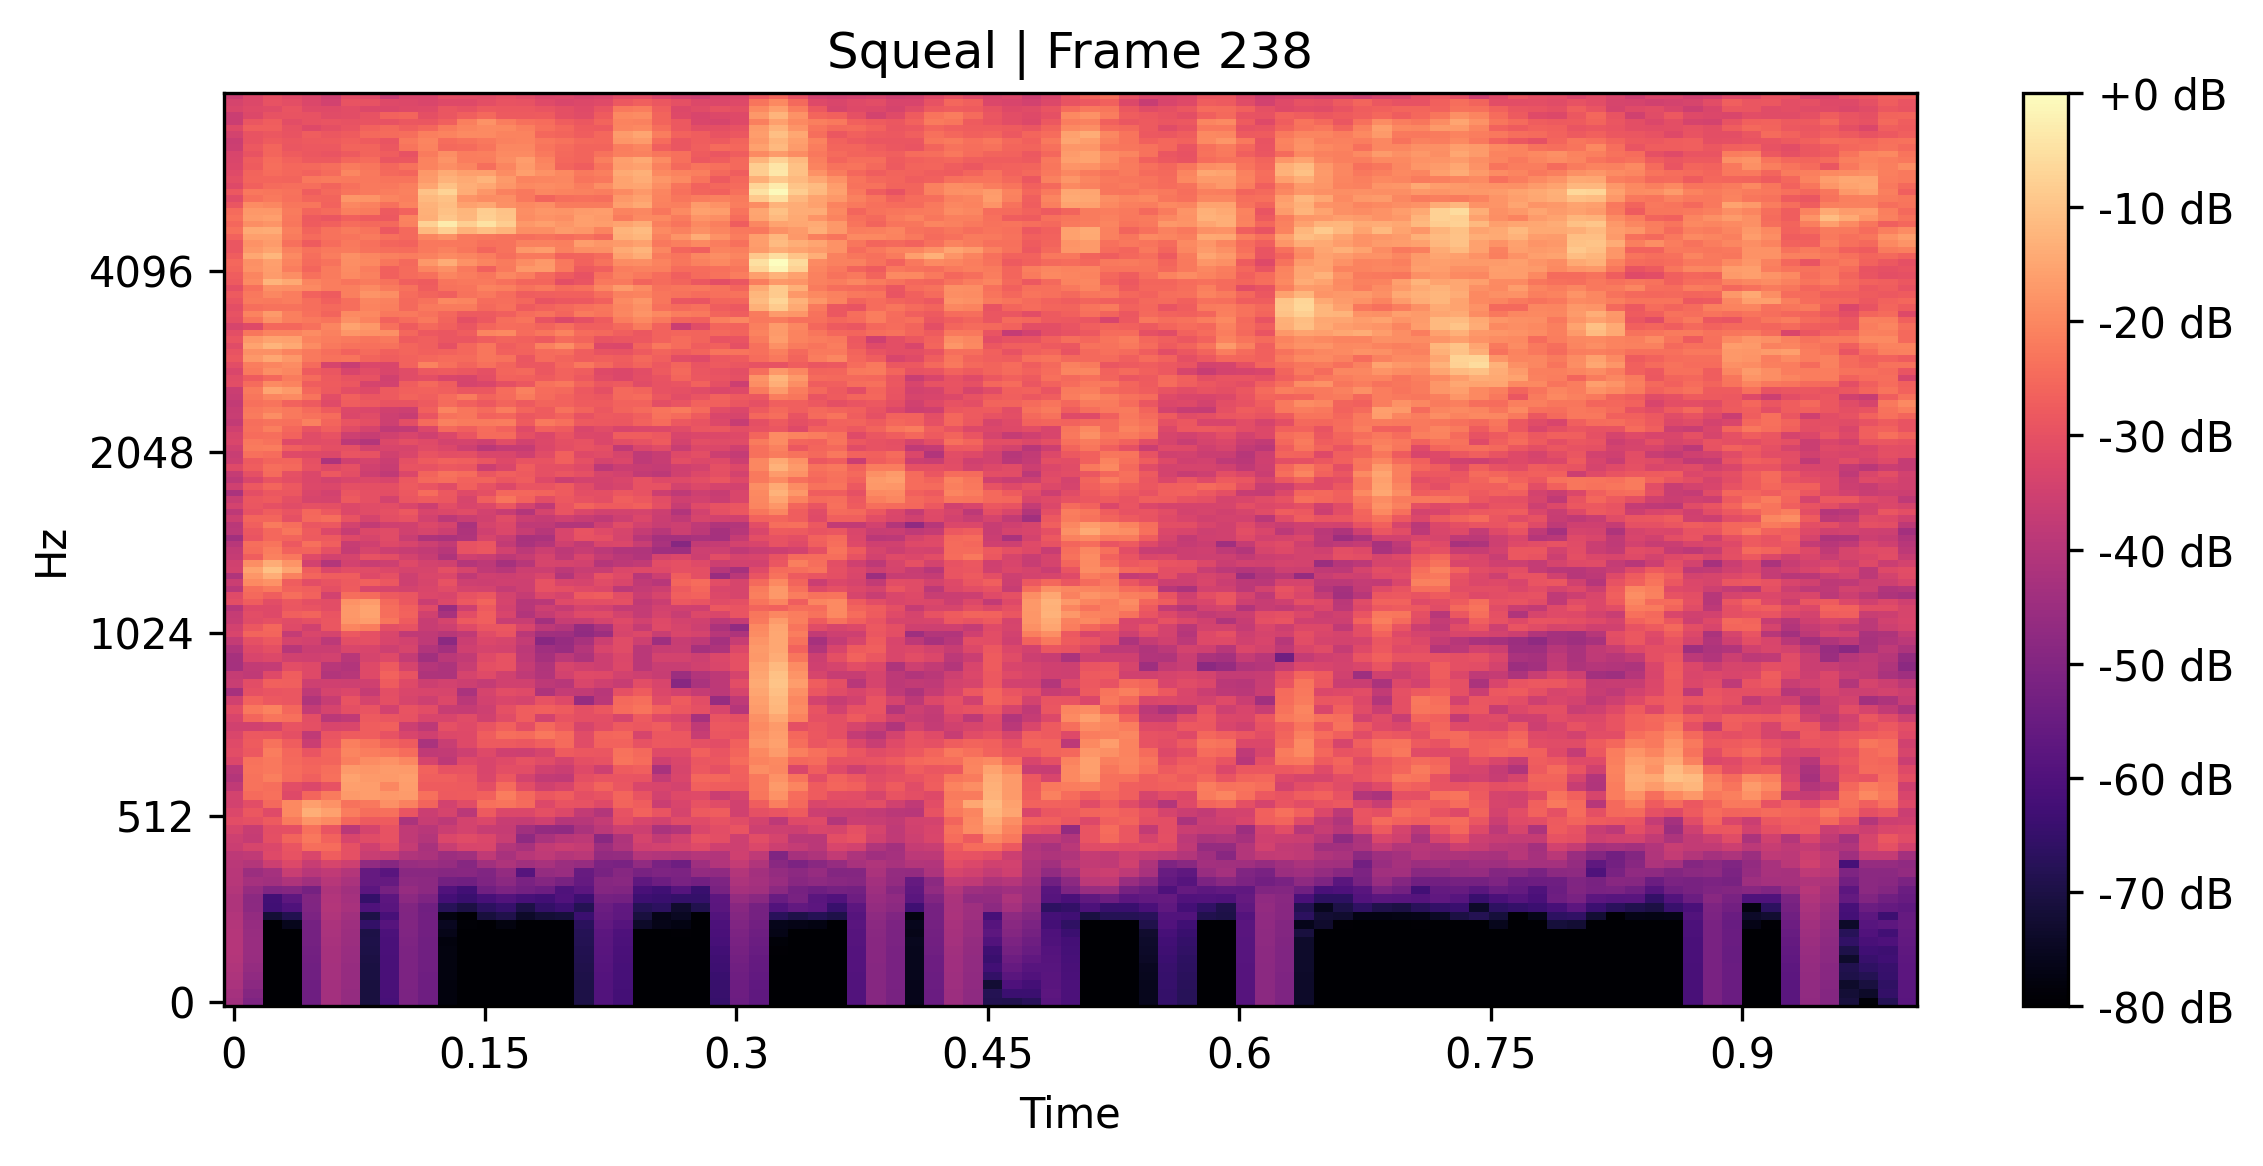 Squeal | Frame 238
+0 dB
-10 dB
-20 dB
-30 dB
-40 dB
-50 dB
-60 dB
-70 dB
-80 dB
Hz
4096
2048
1024
512
0
0 0.15 0.3 0.45 0.6 0.75 0.9
Time